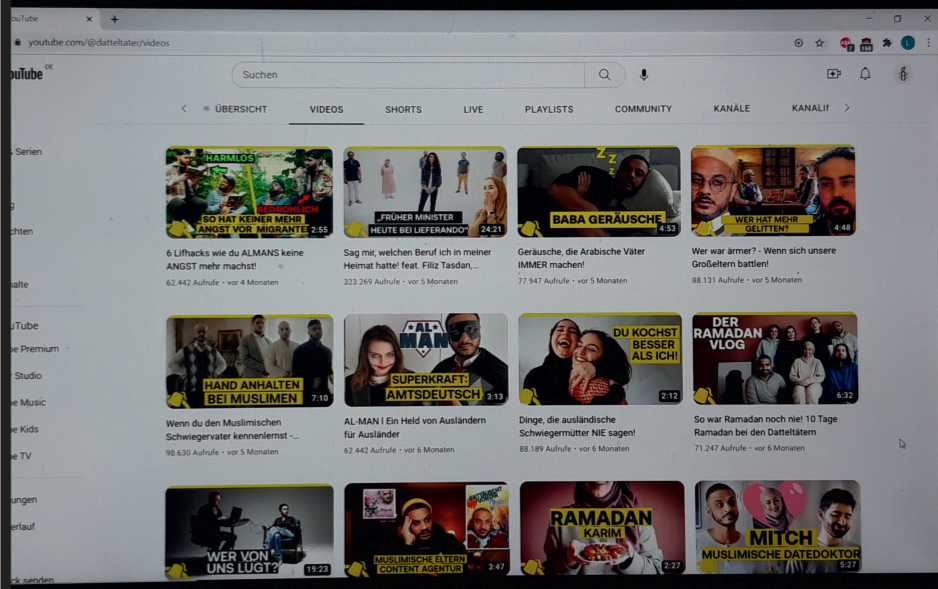 ouTube
youtube.com/@datteltater/videos
7
168
L
ouTube DE
Suchen
ÜBERSICHT
VIDEOS
SHORTS
LIVE
PLAYLISTS
COMMUNITY
KANÄLE
KANALIF
& Serien
g
chten
alte
uTube
e Premium
Studio
e Music
e Kids
e TV
ungen
erlauf
ck senden
HARMLOS
BEDROHLICH
SO HAT KEINER MEHR
ANGST VOR MIGRANTEN
2:55
„FRÜHER MINISTER
HEUTE BEI LIEFERANDO"
24:21
Z Z Z
BABA GERÄUSCHE
4:53
WER HAT MEHR
GELITTEN?
4:48
6 Lifhacks wie du ALMANS keine
ANGST mehr machst!
62.442 Aufrufe • vor 4 Monaten
Sag mir, welchen Beruf ich in meiner
Heimat hatte! feat. Filiz Tasdan,...
323.269 Aufrufe • vor 5 Monaten
Geräusche, die Arabische Väter
IMMER machen!
77.947 Aufrufe • vor 5 Monaten
Wer war ärmer? - Wenn sich unsere
Großeltern battlen!
88.131 Aufrufe • vor 5 Monaten
HAND ANHALTEN
BEI MUSLIMEN
7:10
AL-
MAN
SUPERKRAFT:
AMTSDEUTSCH
3:13
DU KOCHST
BESSER
ALS ICH!
2:12
DER
RAMADAN
VLOG
6:32
Wenn du den Muslimischen
Schwiegervater kennenlernst -...
98.630 Aufrufe • vor 5 Monaten
AL-MAN I Ein Held von Ausländern
für Ausländer
62.442 Aufrufe • vor 6 Monaten
Dinge, die ausländische
Schwiegermütter NIE sagen!
88.189 Aufrufe • vor 6 Monaten
So war Ramadan noch nie! 10 Tage
Ramadan bei den Datteltätern
71.247 Aufrufe • vor 6 Monaten
WER VON
UNS LÜGT?
19:23
MUSLIMISCHE ELTERN
CONTENT AGENTUR
3:47
RAMADAN
KARIM
2:27
MITCH
MUSLIMISCHE DATEDOKTOR
5:27